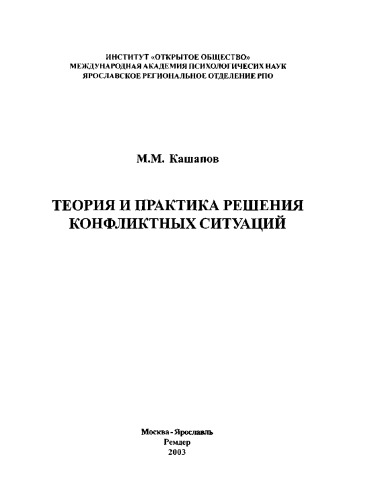 ИНСТИТУТ «ОТКРЫТОЕ ОБЩЕСТВО»
МЕЖДУНАРОДНАЯ АКАДЕМИЯ ПСИХОЛОГИЧЕСИХ НАУК
ЯРОСЛАВСКОЕ РЕГИОНАЛЬНОЕ ОТДЕЛЕНИЕ РПО
М.М. Кашапов
ТЕОРИЯ И ПРАКТИКА РЕШЕНИЯ
КОНФЛИКТНЫХ СИТУАЦИЙ
Москва - Ярославль
Ремдер
2003